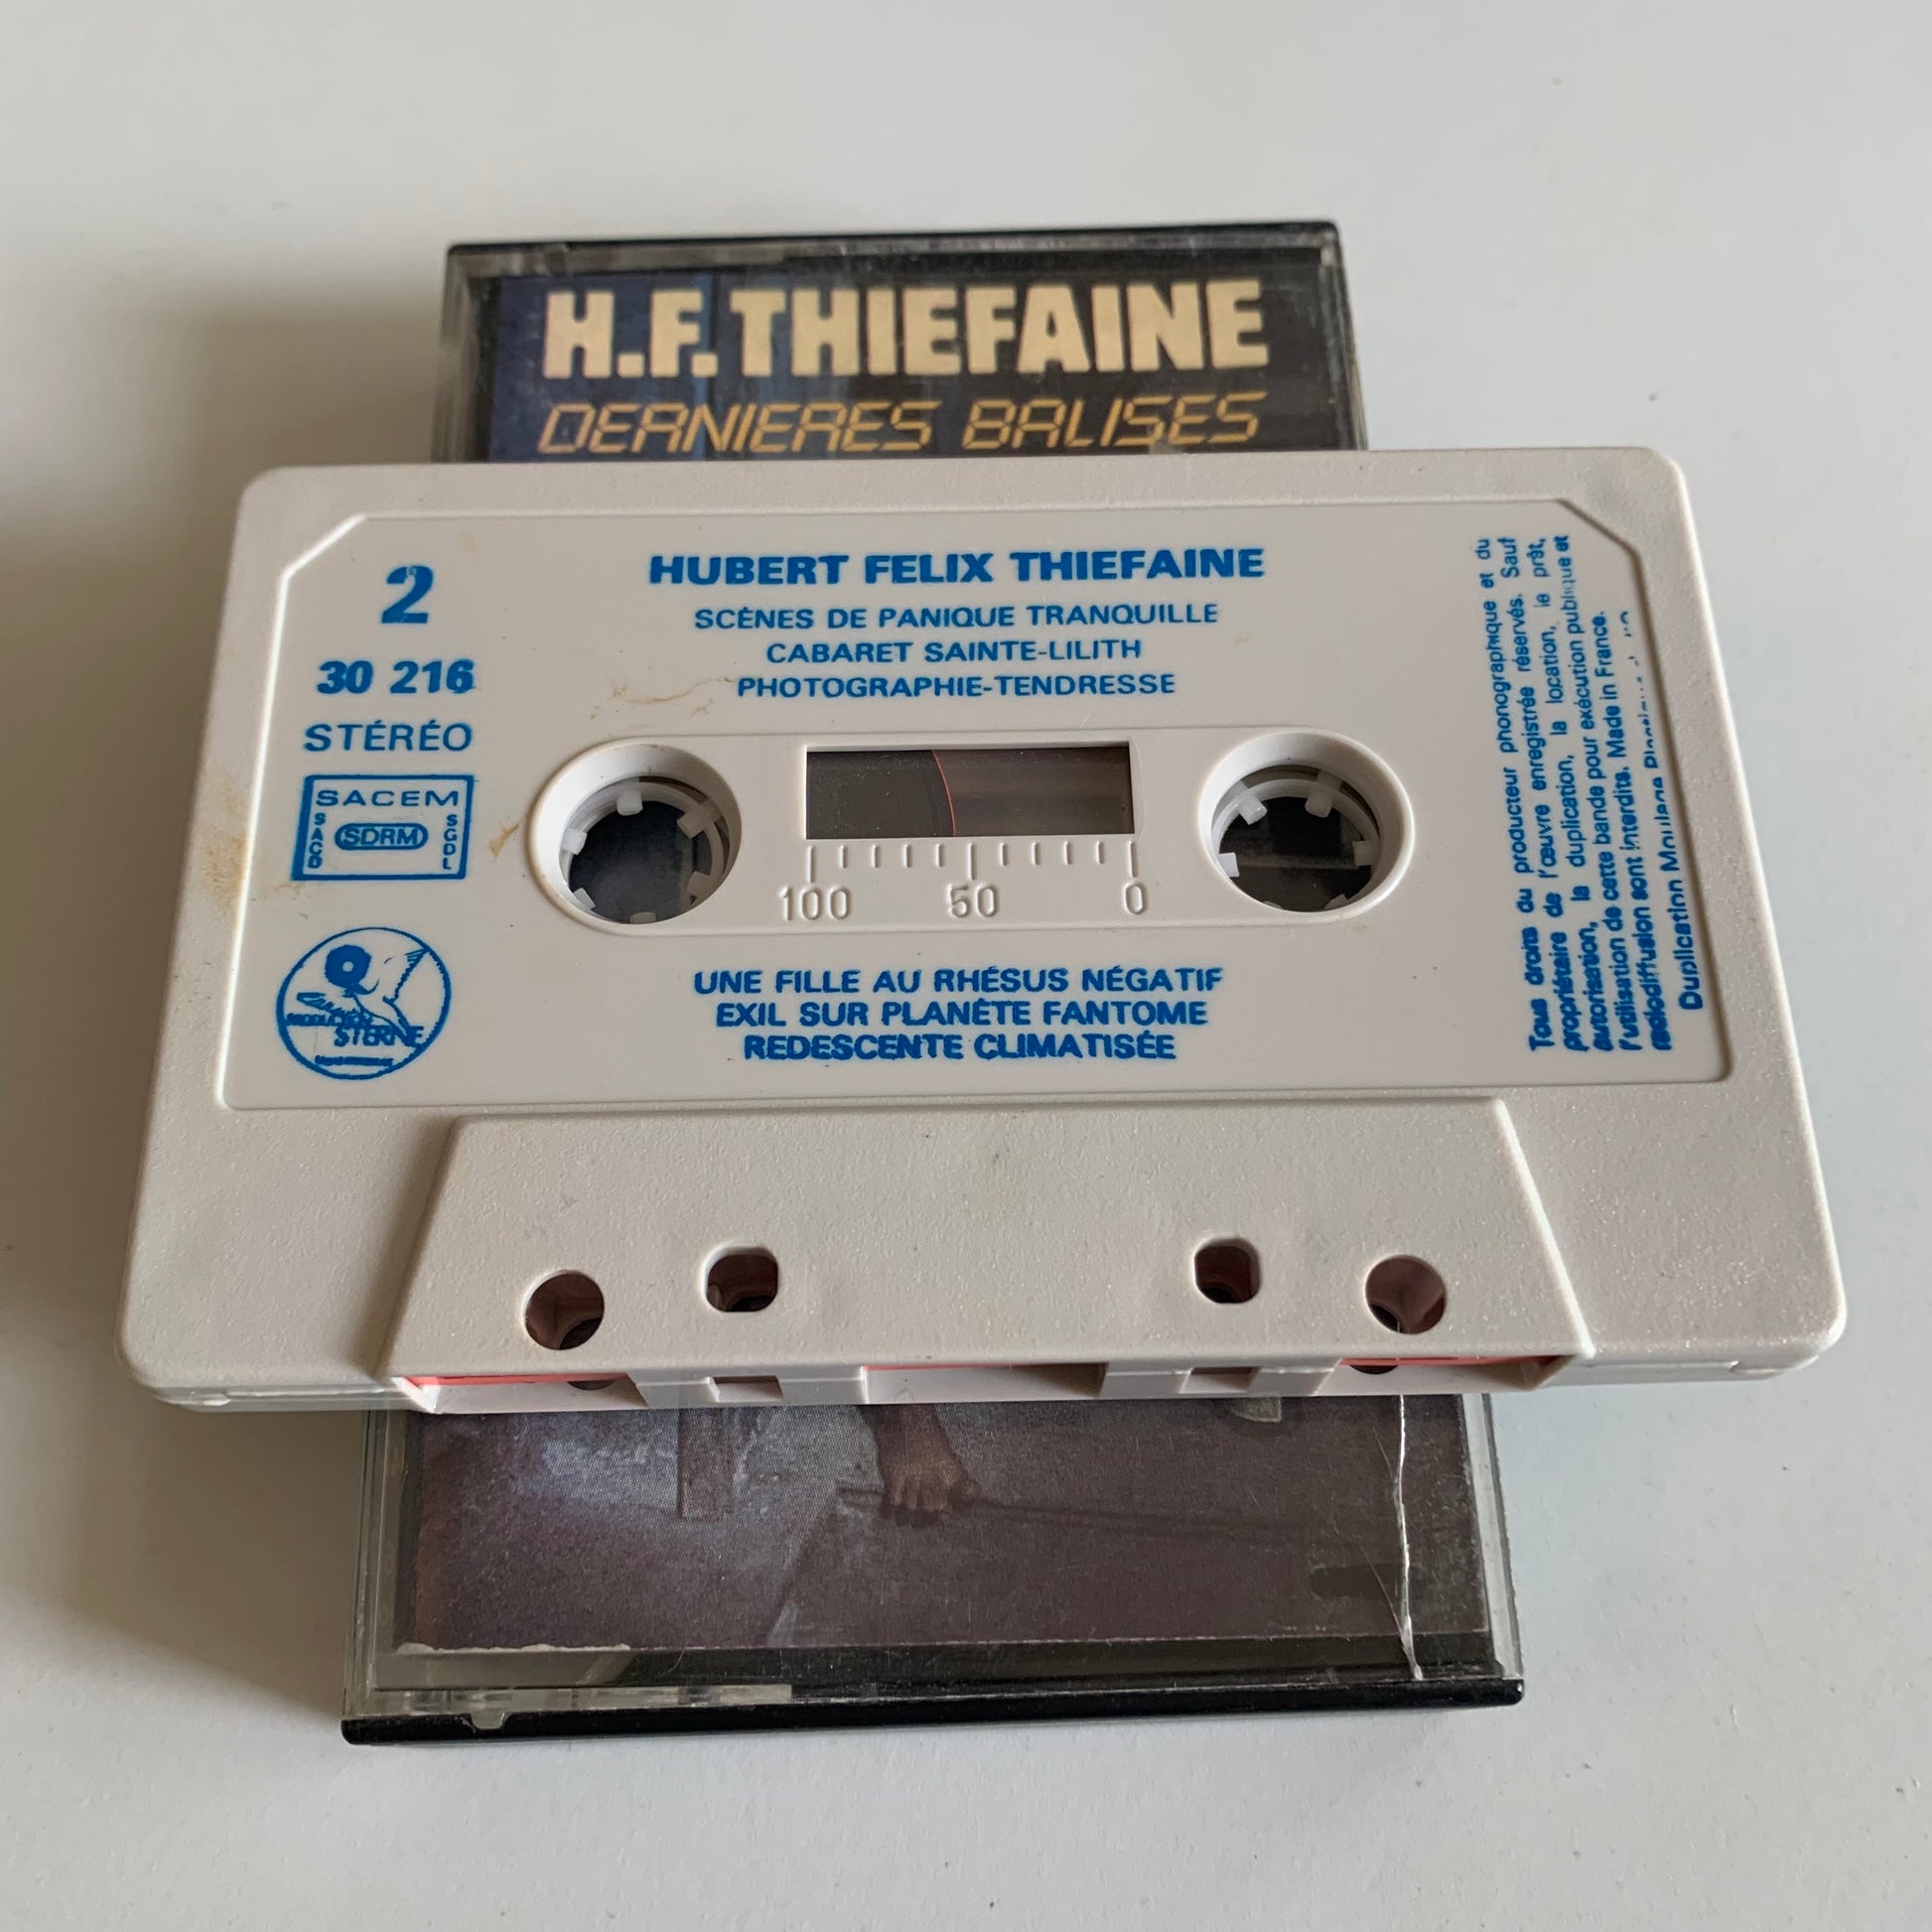 H.F.THIEFAINE
DERNIERES BALISES
2
30 216
STÉRÉO
SACEM
SACD
SDRM
SGDL
STERNE
HUBERT FELIX THIEFAINE
SCÈNES DE PANIQUE TRANQUILLE
CABARET SAINTE-LILITH
PHOTOGRAPHIE-TENDRESSE
100 50 0
UNE FILLE AU RHÉSUS NÉGATIF
EXIL SUR PLANÈTE FANTOME
REDESCENTE CLIMATISÉE
Tous droits du producteur phonographique et du
propriétaire de l'œuvre enregistrée réservés. Sauf
autorisation, la duplication, la location, le prêt,
l'utilisation de cette bande pour exécution publique et
radiodiffusion sont interdits. Made in France.
Duplication Moulage